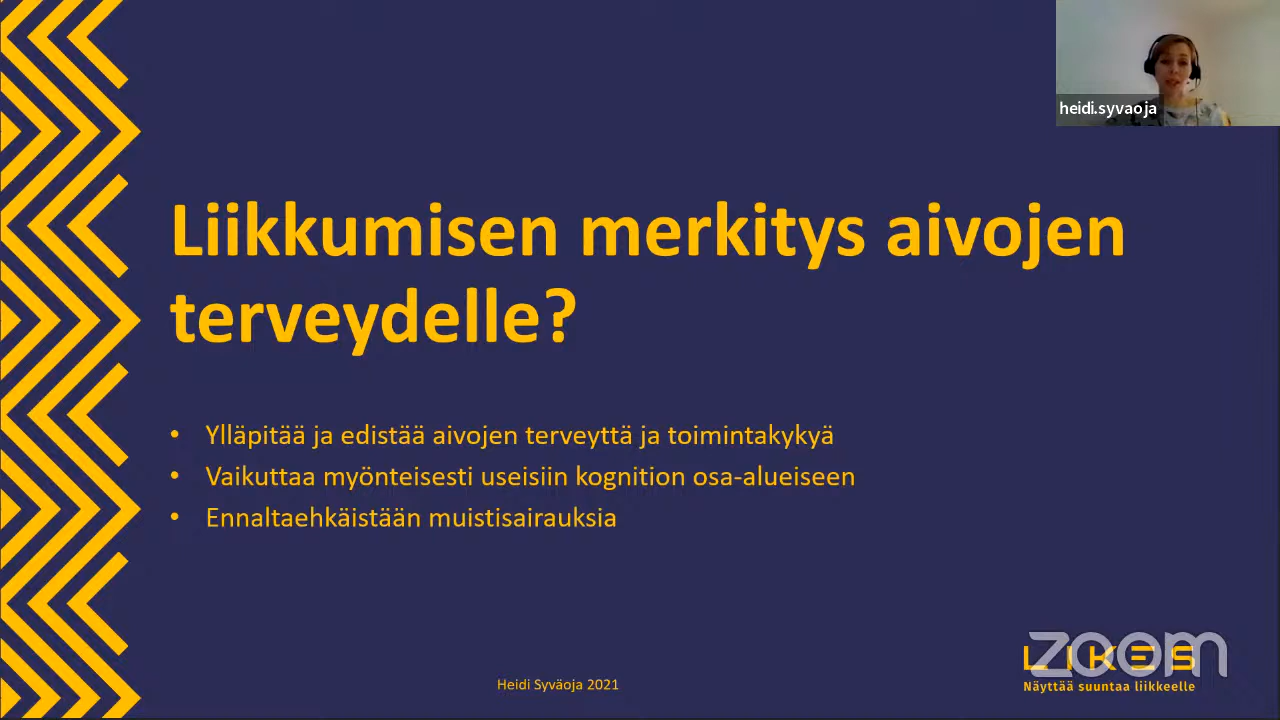 heidi.syvaoja
Liikkumisen merkitys aivojen
terveydelle?
• Ylläpitää ja edistää aivojen terveyttä ja toimintakykyä
• Vaikuttaa myönteisesti useisiin kognition osa-alueiseen
• Ennaltaehkäistään muistisairauksia
zoom
LIKES
Näyttää suuntaa liikkeelle
Heidi Syväoja 2021